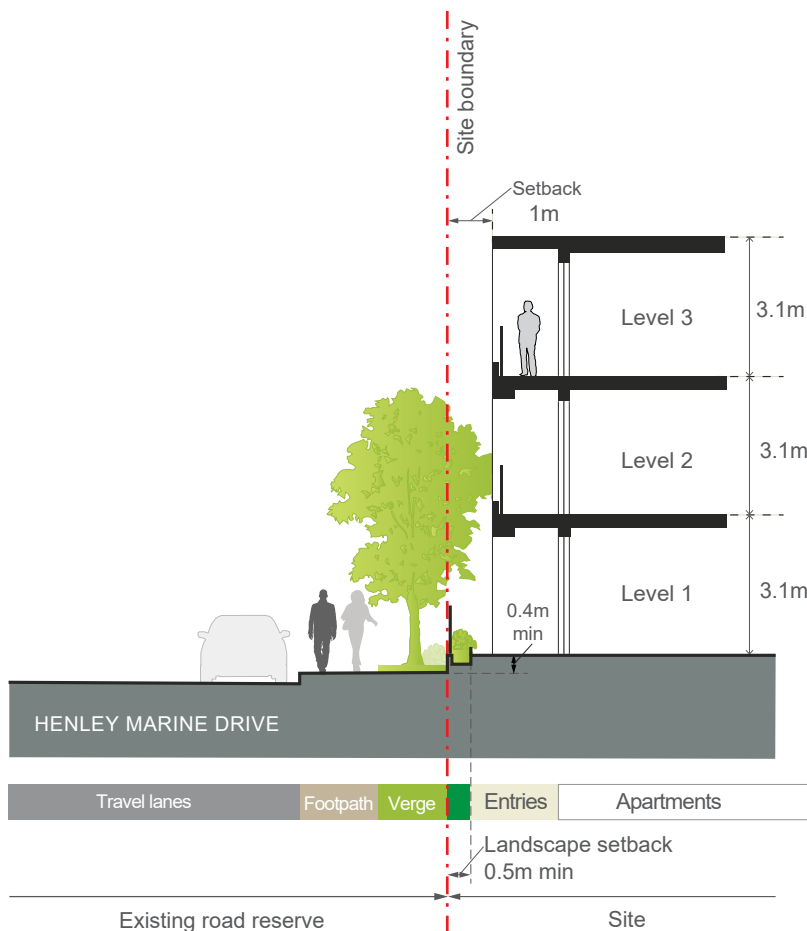 Site boundary
Setback
1m
Level 3
3.1m
Level 2
3.1m
Level 1
3.1m
0.4m
min
HENLEY MARINE DRIVE
Travel lanes
Footpath
Verge
Entries
Apartments
Landscape setback
0.5m min
Existing road reserve
Site